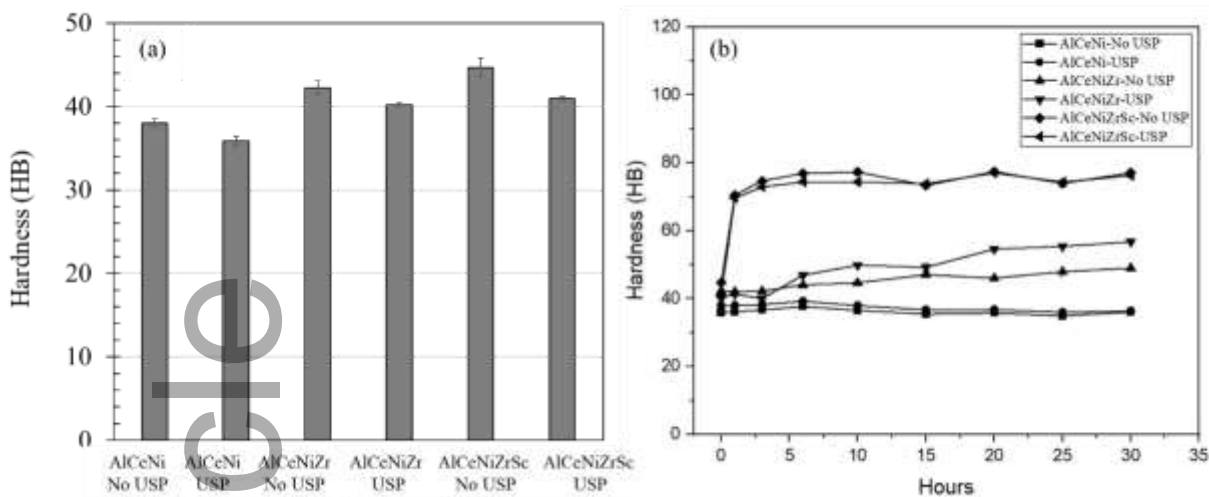 50
40
30
20
10
0
Hardness (HB)
(a)
AlCeNi
No USP
AlCeNi
USP
AlCeNiZr
No USP
AlCeNiZr
USP
AlCeNiZrSc
No USP
AlCeNiZrSc
USP
(b)
AlCeNi-No USP
AlCeNi-USP
AlCeNiZr-No USP
AlCeNiZr-USP
AlCeNiZrSc-No USP
AlCeNiZrSc-USP
120
100
80
60
40
20
0
Hardness (HB)
0 5 10 15 20 25 30 35
Hours